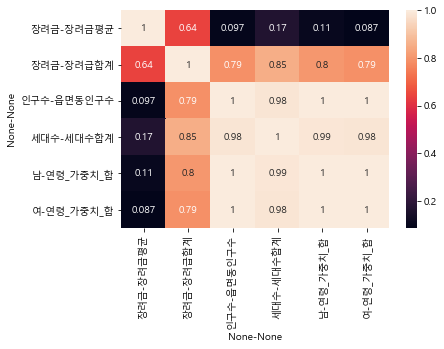 장려금-장려금평균 1 0.64 0.097 0.17 0.11 0.087
장려금-장려금합계 0.64 1 0.79 0.85 0.8 0.79
인구수-읍면동인구수 0.097 0.79 1 0.98 1 1
세대수-세대수합계 0.17 0.85 0.98 1 0.99 0.98
남-연령_가중치_합 0.11 0.8 1 0.99 1 1
여-연령_가중치_합 0.087 0.79 1 0.98 1 1
None-None
장려금-장려금평균
장려금-장려금합계
인구수-읍면동인구수
세대수-세대수합계
남-연령_가중치_합
여-연령_가중치_합
None-None
1.0
0.8
0.6
0.4
0.2